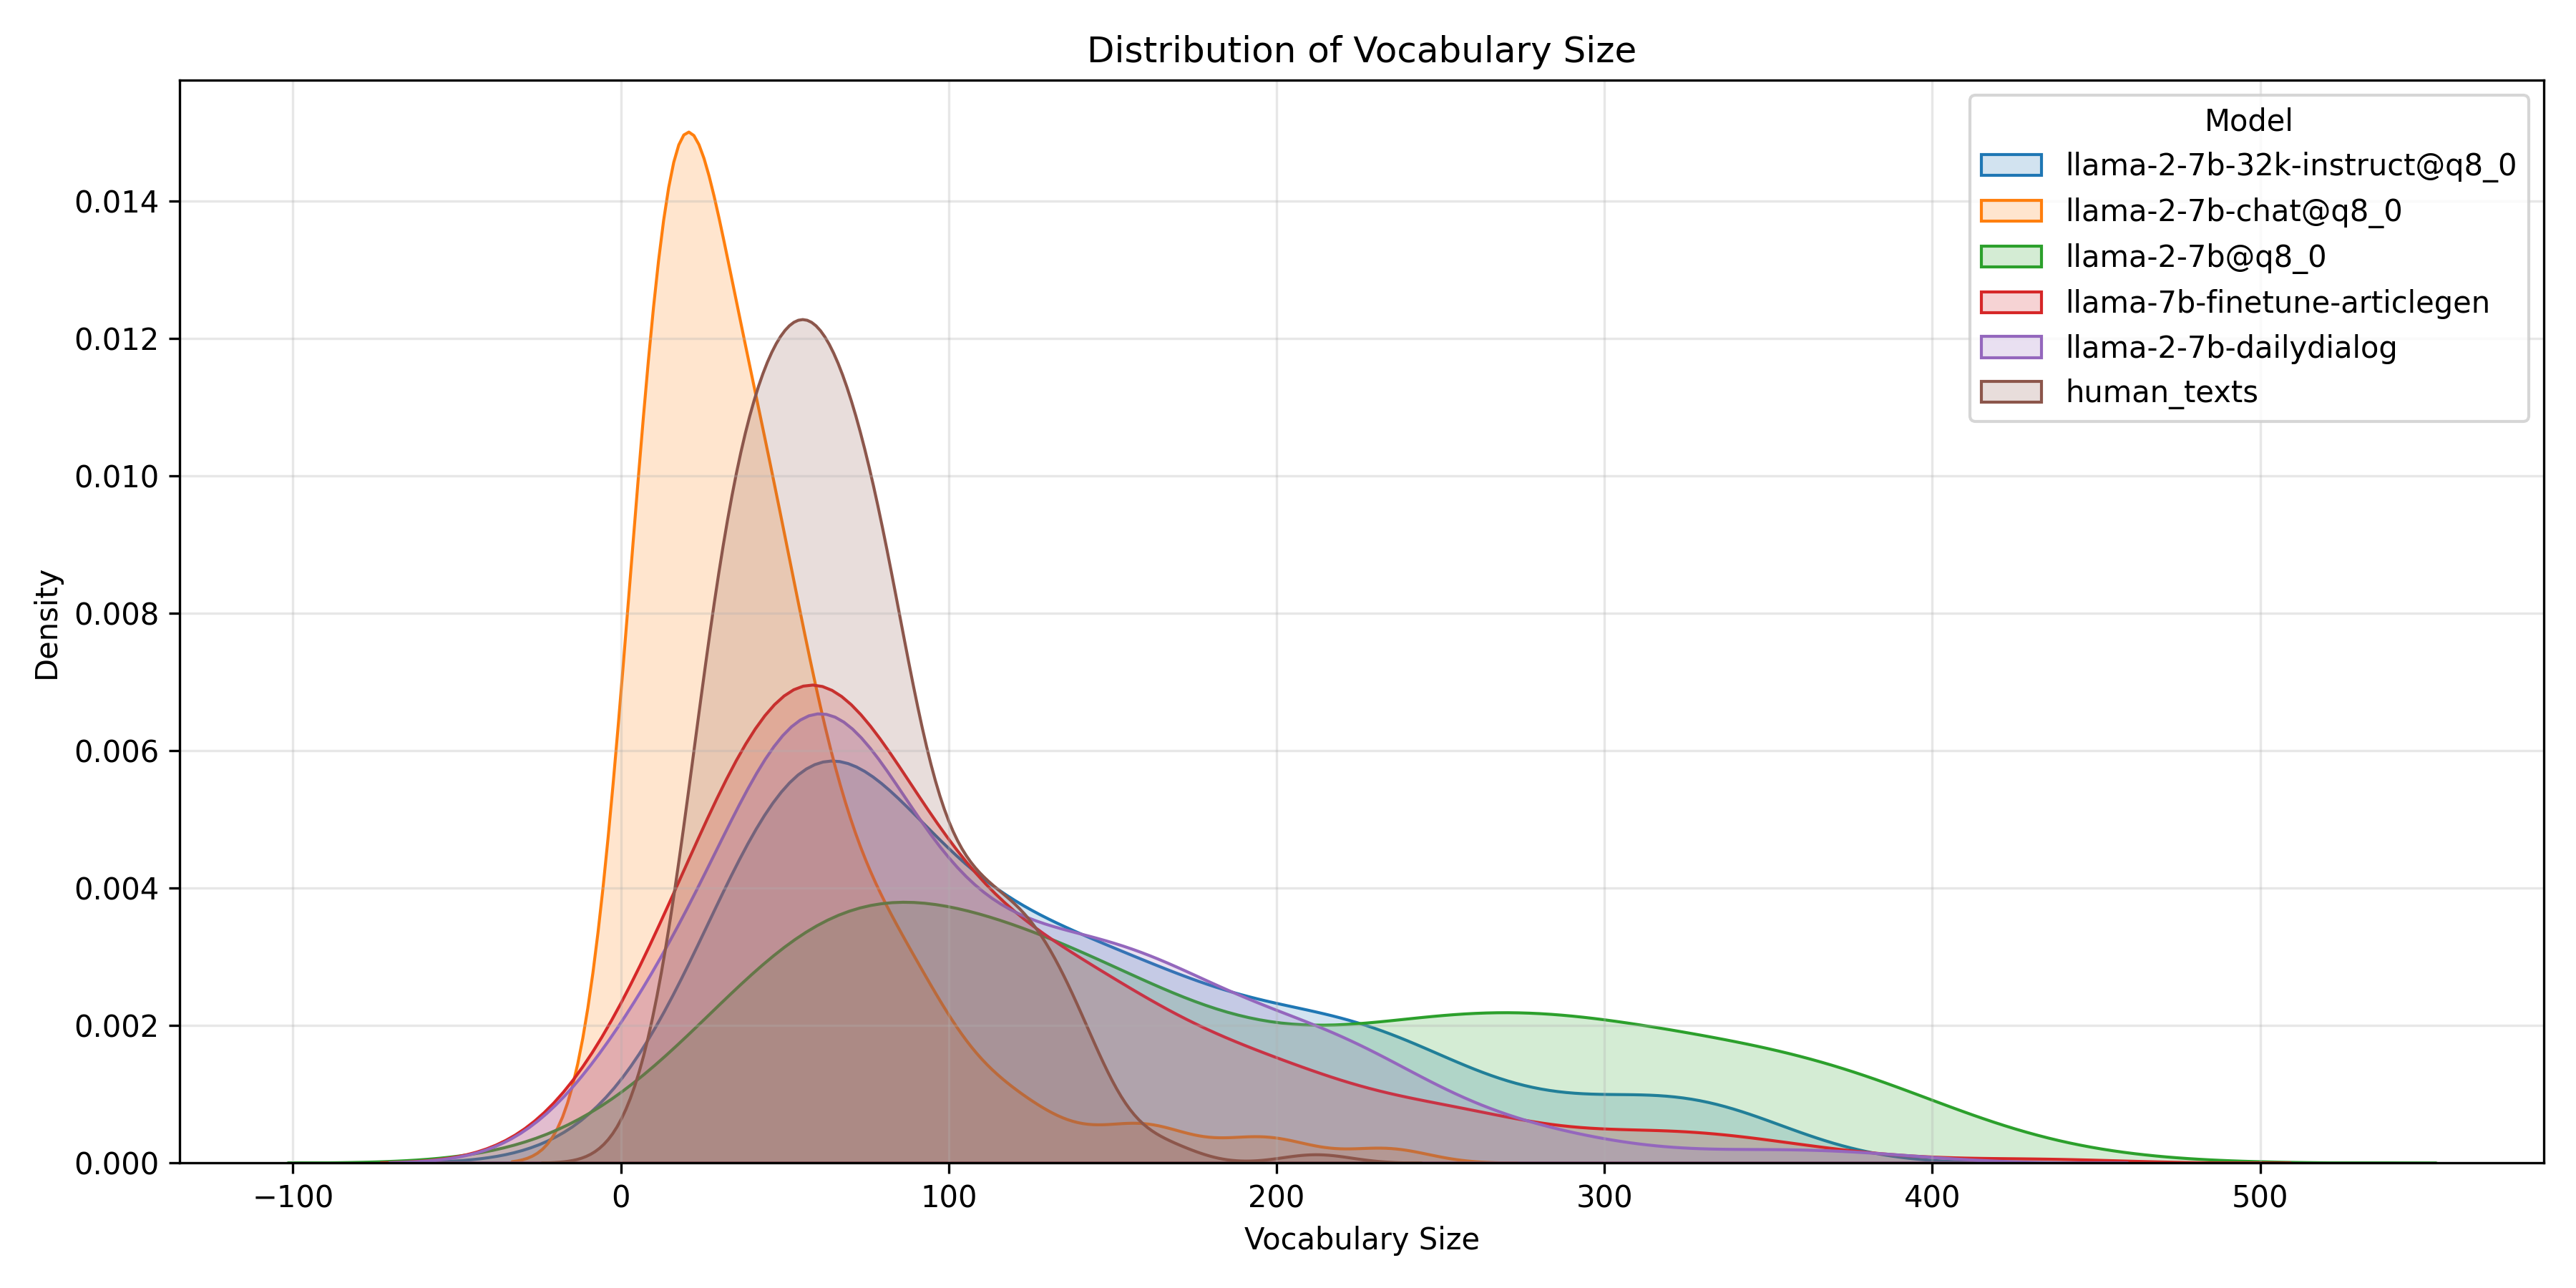 Distribution of Vocabulary Size
Model
llama-2-7b-32k-instruct@q8_0
llama-2-7b-chat@q8_0
llama-2-7b@q8_0
llama-7b-finetune-articlegen
llama-2-7b-dailydialog
human_texts
Density
0.014
0.012
0.010
0.008
0.006
0.004
0.002
0.000
−100 0 100 200 300 400 500
Vocabulary Size